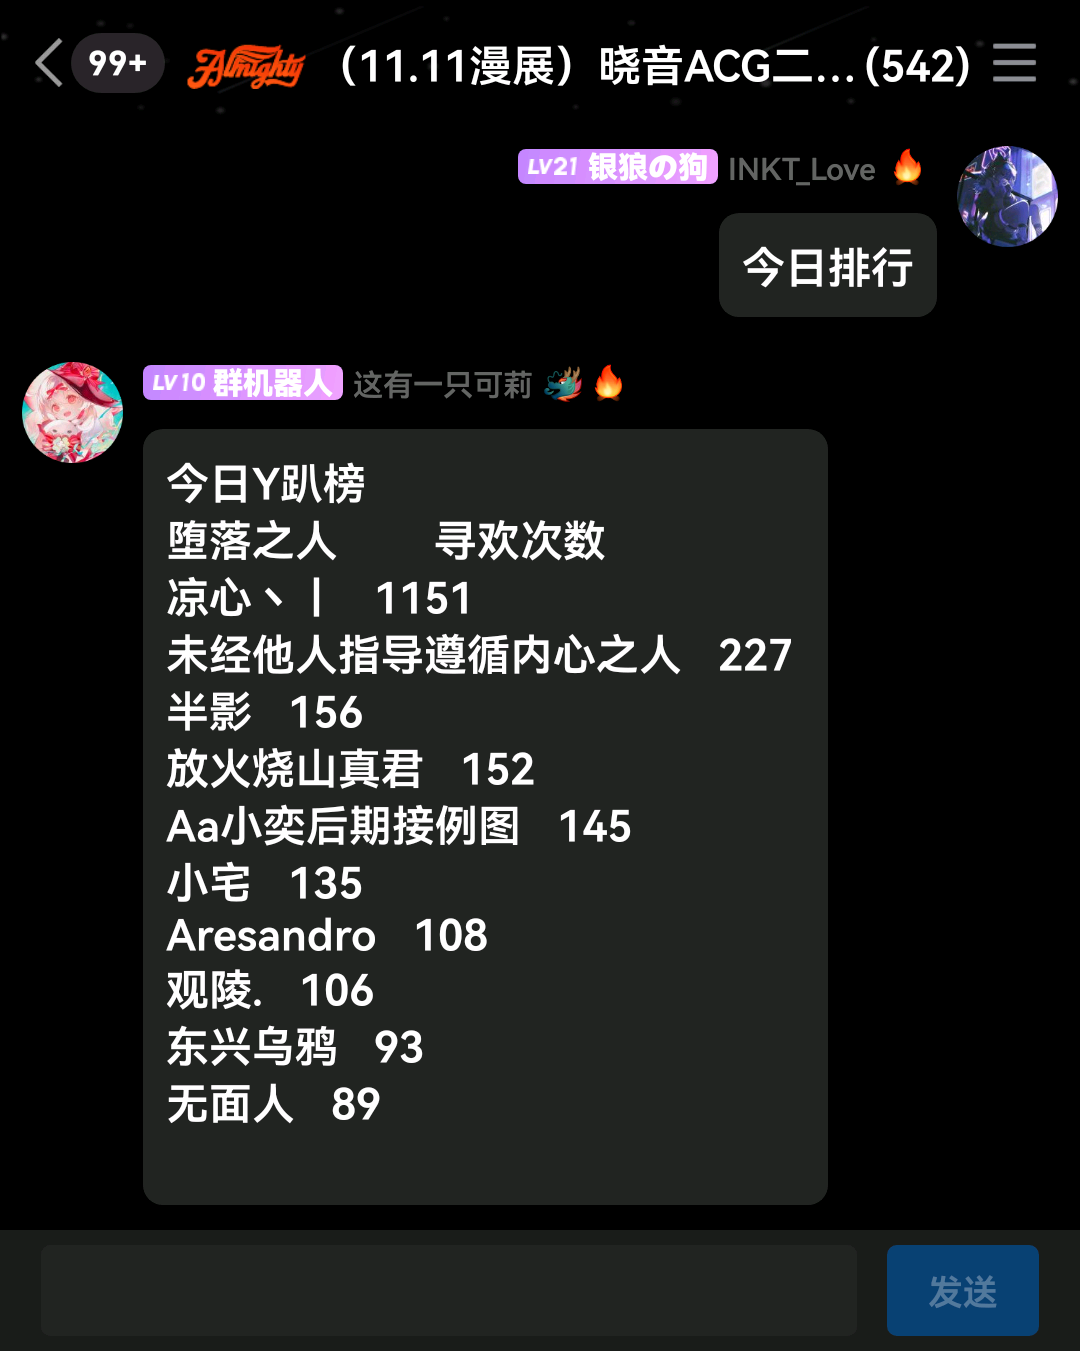 99+ Almighty （11.11漫展）晓音ACG二...(542)
LV21 银狼の狗 INKT_Love
今日排行
LV10 群机器人 这有一只可莉
今日Y趴榜
堕落之人 寻欢次数
凉心丶丨 1151
未经他人指导遵循内心之人 227
半影 156
放火烧山真君 152
Aa小奕后期接例图 145
小宅 135
Aresandro 108
观陵. 106
东兴乌鸦 93
无面人 89
发送